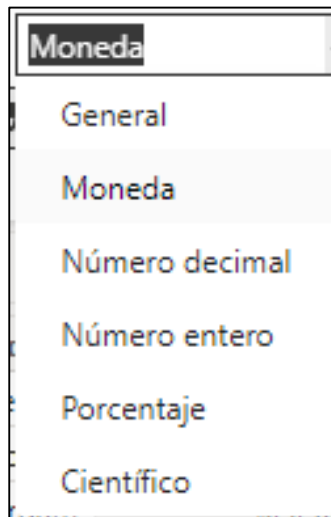 Moneda
General
Moneda
Número decimal
Número entero
Porcentaje
Científico